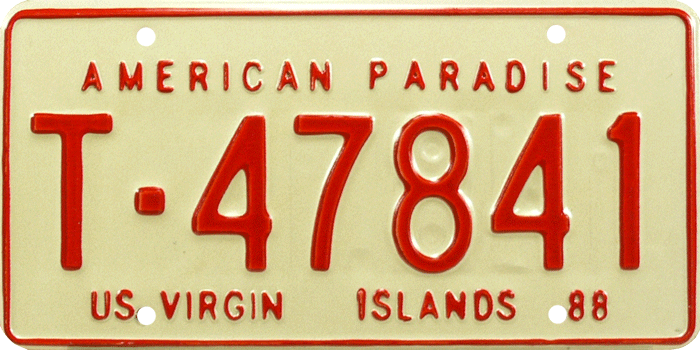 AMERICAN PARADISE
T-47841
US VIRGIN ISLANDS 88